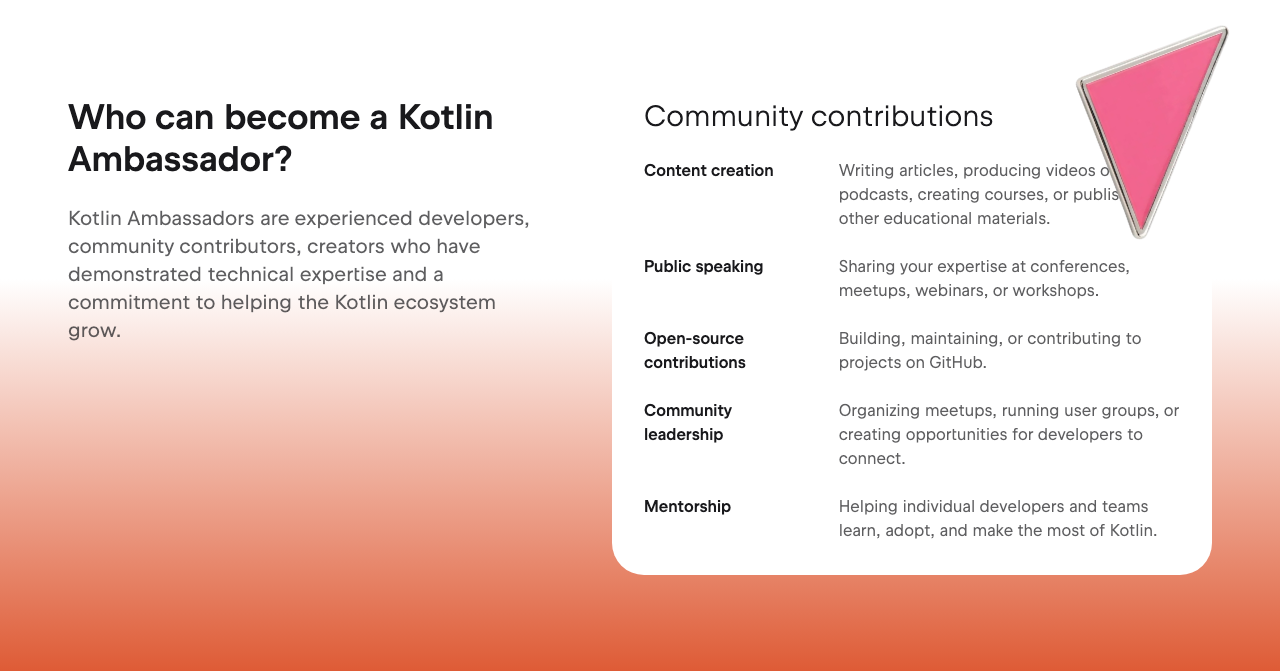 Who can become a Kotlin
Ambassador?
Kotlin Ambassadors are experienced developers,
community contributors, creators who have
demonstrated technical expertise and a
commitment to helping the Kotlin ecosystem
grow.
Community contributions
Content creation
Writing articles, producing videos
podcasts, creating courses, or
other educational materials.
Public speaking
Sharing your expertise at conferences,
meetups, webinars, or workshops.
Open-source
contributions
Building, maintaining, or contributing to
projects on GitHub.
Community
leadership
Organizing meetups, running user groups, or
creating opportunities for developers to
connect.
Mentorship
Helping individual developers and teams
learn, adopt, and make the most of Kotlin.